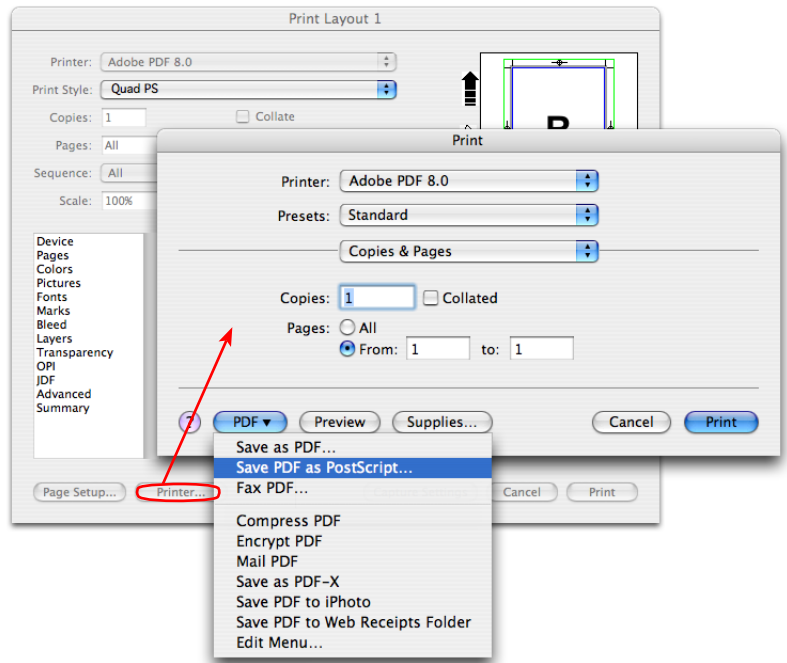 Print Layout 1
Printer: Adobe PDF 8.0
Print Style: Quad PS
Copies: 1 Collate
Pages: All
Sequence: All
Scale: 100%
Device
Pages
Colors
Pictures
Fonts
Marks
Bleed
Layers
Transparency
OPI
JDF
Advanced
Summary
Page Setup... Printer... Cancel Print
Print
Printer: Adobe PDF 8.0
Presets: Standard
Copies & Pages
Copies: 1 Collated
Pages: All
From: 1 to: 1
? PDF ▼ Preview Supplies... Cancel Print
Save as PDF...
Save PDF as PostScript...
Fax PDF...
Compress PDF
Encrypt PDF
Mail PDF
Save as PDF-X
Save PDF to iPhoto
Save PDF to Web Receipts Folder
Edit Menu...